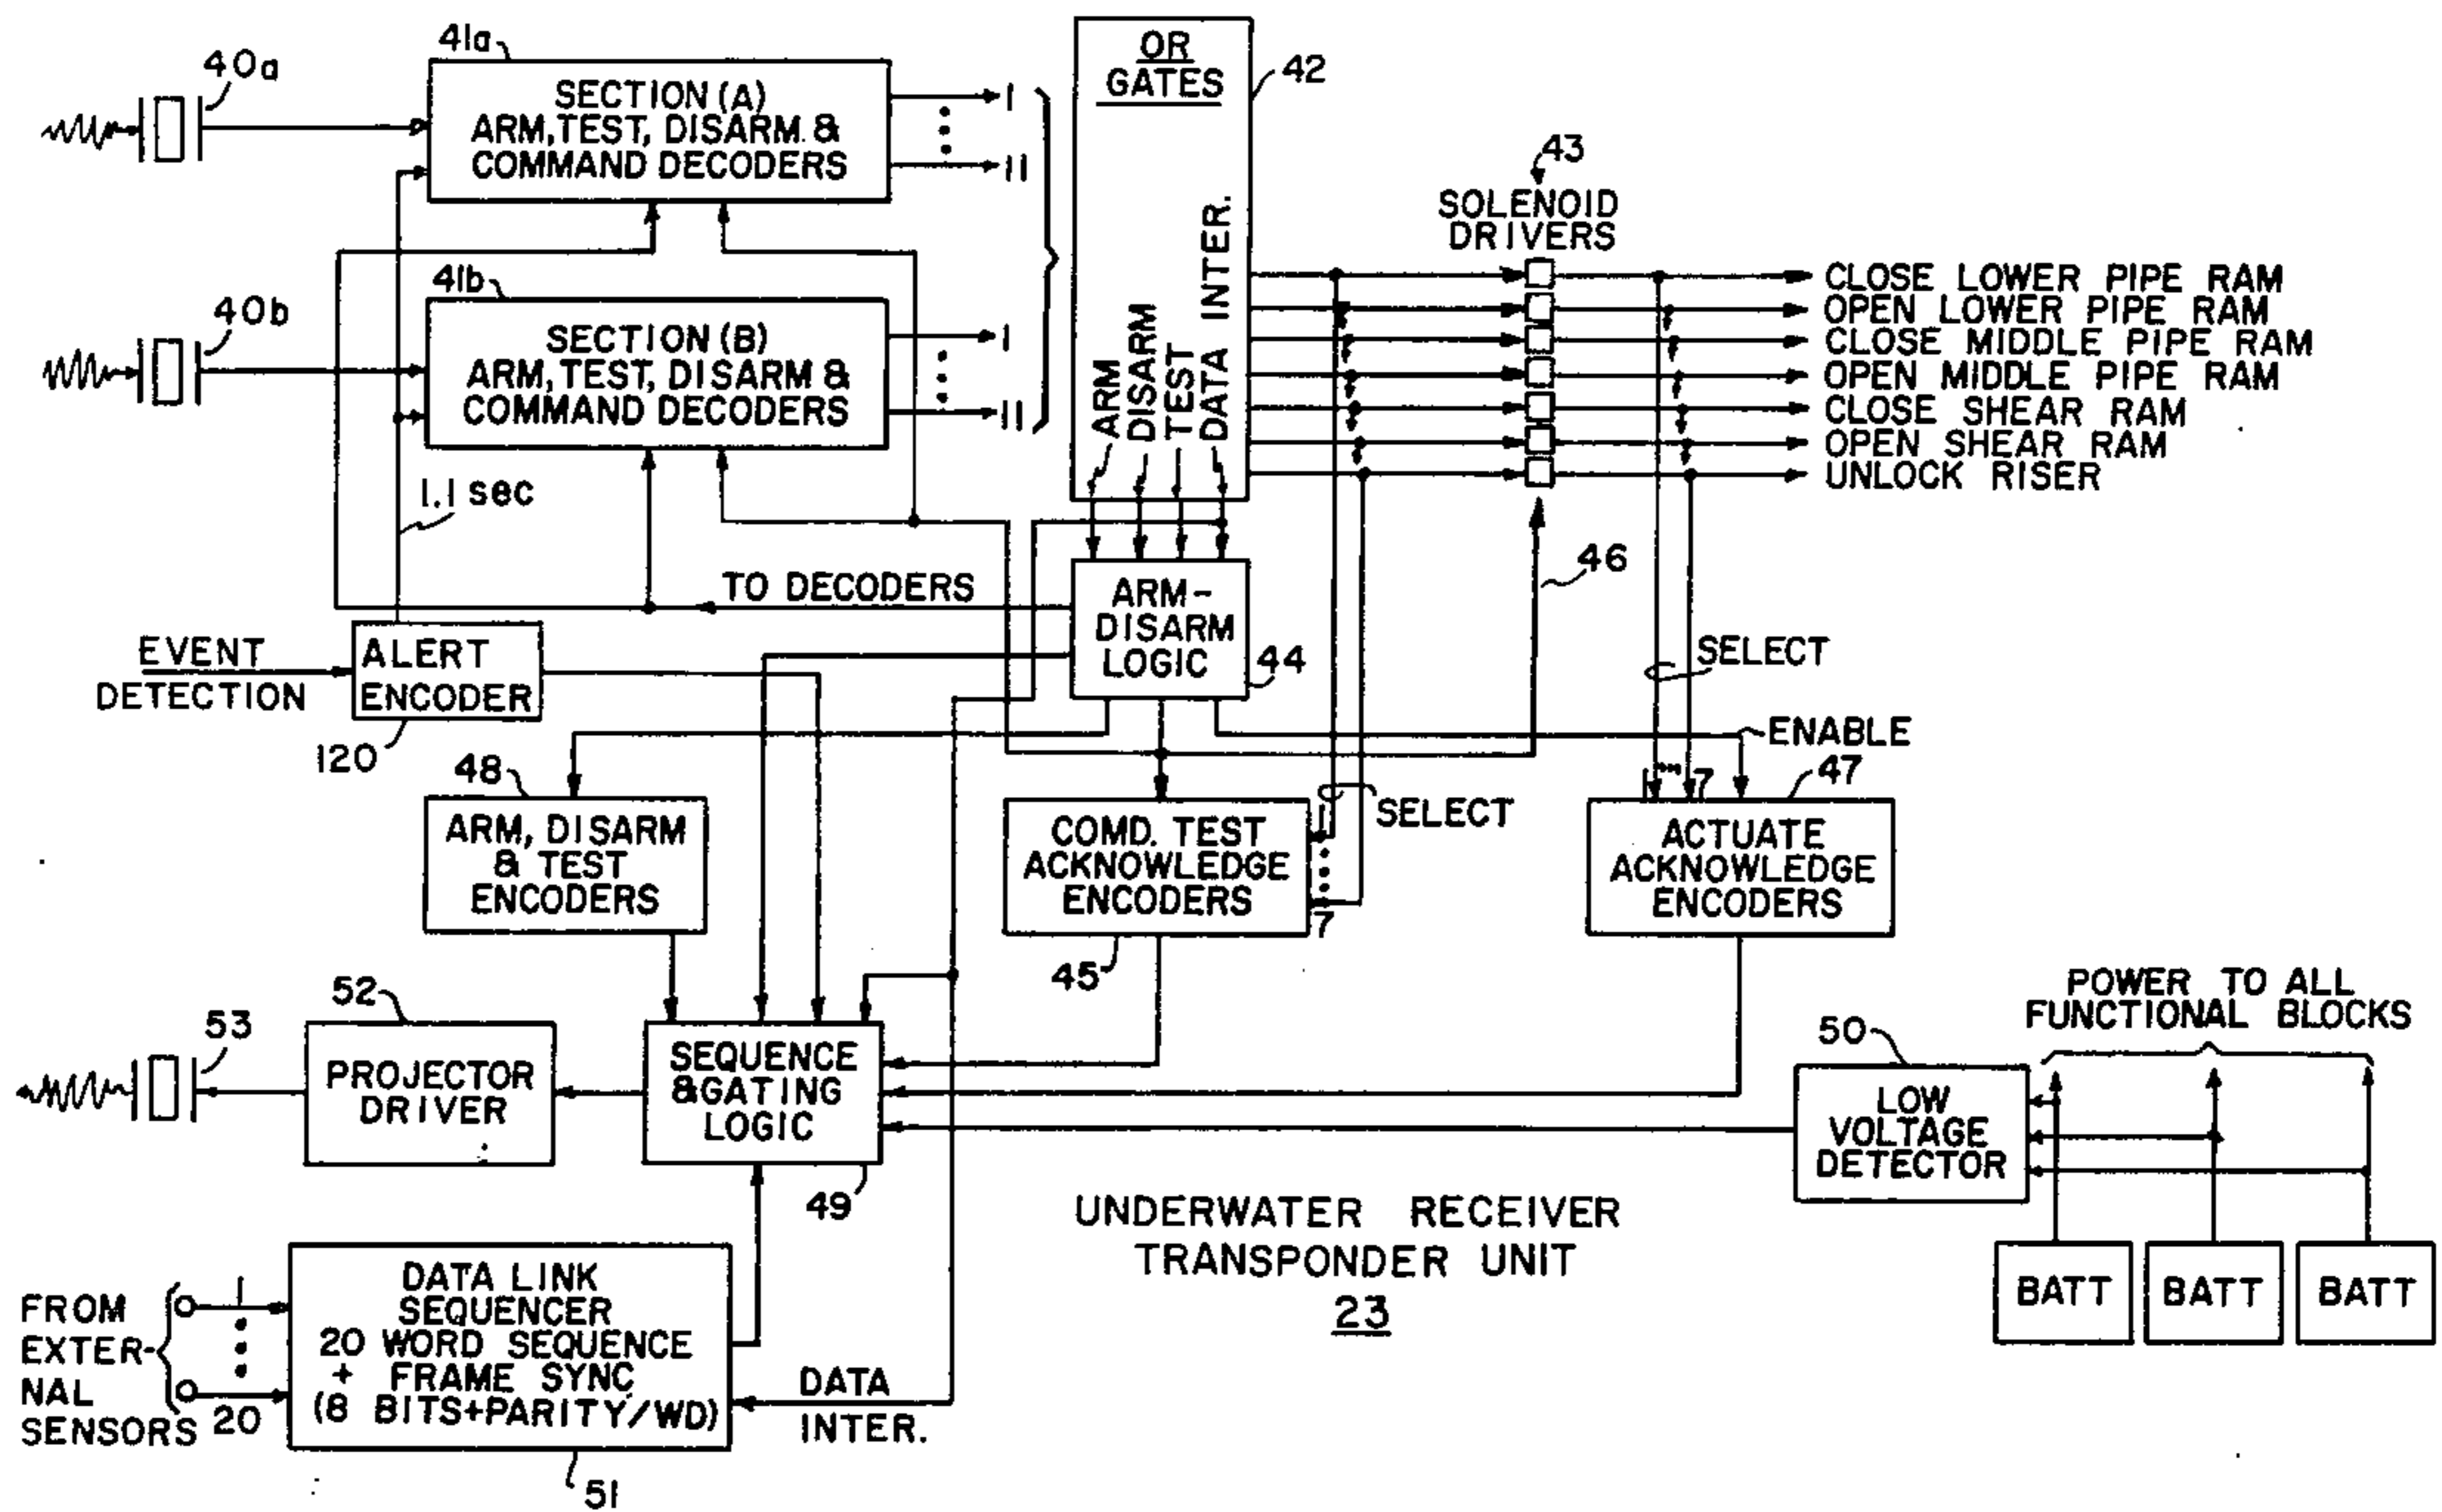 41a
40a
SECTION (A)
ARM, TEST, DISARM &
COMMAND DECODERS
1
11
OR
GATES
42
ARM
DISARM
TEST
DATA INTER.
43
SOLENOID
DRIVERS
CLOSE LOWER PIPE RAM
OPEN LOWER PIPE RAM
CLOSE MIDDLE PIPE RAM
OPEN MIDDLE PIPE RAM
CLOSE SHEAR RAM
OPEN SHEAR RAM
UNLOCK RISER
41b
40b
SECTION (B)
ARM, TEST, DISARM &
COMMAND DECODERS
1
11
1.1 sec
TO DECODERS
ARM-
DISARM
LOGIC
44
46
SELECT
ENABLE
EVENT
DETECTION
ALERT
ENCODER
120
48
ARM, DISARM
& TEST
ENCODERS
COMD. TEST
ACKNOWLEDGE
ENCODERS
1
7
SELECT
45
1 7
47
ACTUATE
ACKNOWLEDGE
ENCODERS
52
53
PROJECTOR
DRIVER
SEQUENCE
&GATING
LOGIC
49
50
LOW
VOLTAGE
DETECTOR
POWER TO ALL
FUNCTIONAL BLOCKS
BATT
BATT
BATT
UNDERWATER RECEIVER
TRANSPONDER UNIT
23
FROM
EXTER-
NAL
SENSORS
1
20
DATA LINK
SEQUENCER
20 WORD SEQUENCE
+ FRAME SYNC
(8 BITS+PARITY/WD)
DATA
INTER.
51